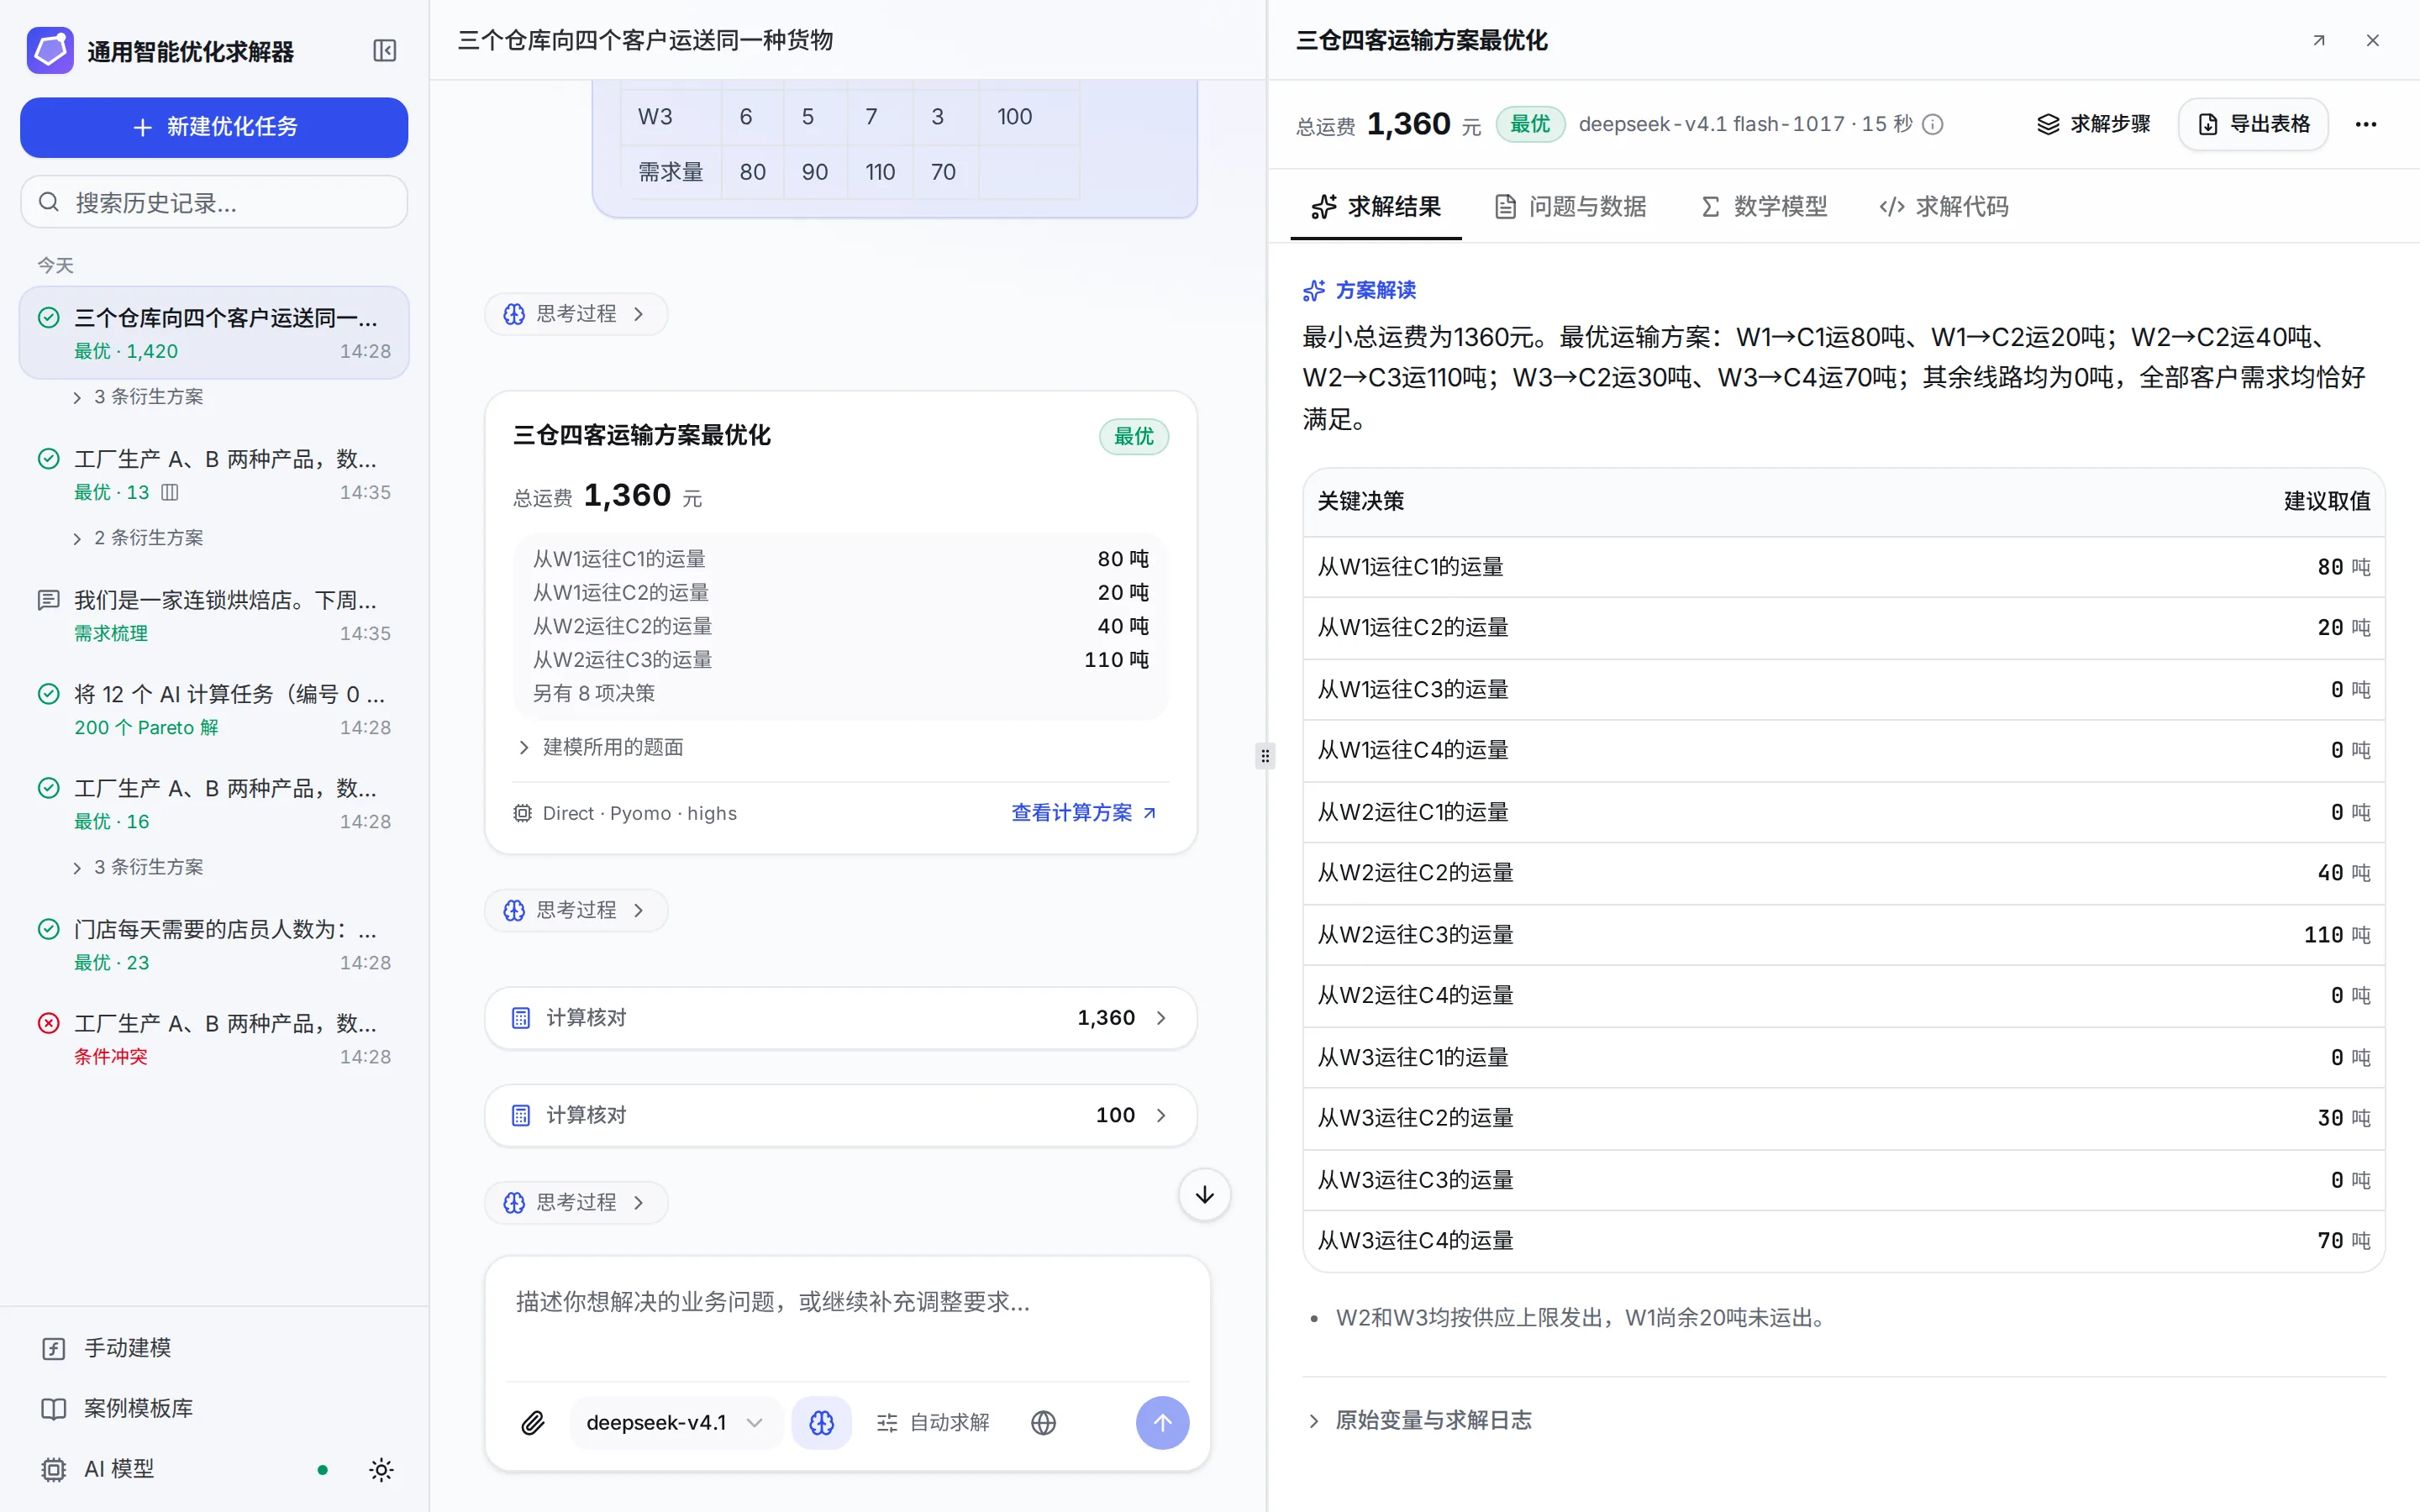 通用智能优化求解器
新建优化任务
搜索历史记录...
今天
三个仓库向四个客户运送同一...
最优 · 1,420 14:28
3 条衍生方案
工厂生产 A、B 两种产品，数...
最优 · 13 14:35
2 条衍生方案
我们是一家连锁烘焙店。下周...
需求梳理 14:35
将 12 个 AI 计算任务（编号 0 ...
200 个 Pareto 解 14:28
工厂生产 A、B 两种产品，数...
最优 · 16 14:28
3 条衍生方案
门店每天需要的店员人数为：...
最优 · 23 14:28
工厂生产 A、B 两种产品，数...
条件冲突 14:28
手动建模
案例模板库
AI 模型
三个仓库向四个客户运送同一种货物
W3 6 5 7 3 100
需求量 80 90 110 70
思考过程
三仓四客运输方案最优化 最优
总运费 1,360 元
从W1运往C1的运量 80 吨
从W1运往C2的运量 20 吨
从W2运往C2的运量 40 吨
从W2运往C3的运量 110 吨
另有 8 项决策
建模所用的题面
Direct · Pyomo · highs 查看计算方案
思考过程
计算核对 1,360
计算核对 100
思考过程
描述你想解决的业务问题，或继续补充调整要求...
deepseek-v4.1 自动求解
三仓四客运输方案最优化
总运费 1,360 元 最优 deepseek-v4.1 flash-1017 · 15 秒 求解步骤 导出表格
求解结果 问题与数据 数学模型 求解代码
方案解读
最小总运费为1360元。最优运输方案：W1→C1运80吨、W1→C2运20吨；W2→C2运40吨、
W2→C3运110吨；W3→C2运30吨、W3→C4运70吨；其余线路均为0吨，全部客户需求均恰好
满足。
关键决策 建议取值
从W1运往C1的运量 80 吨
从W1运往C2的运量 20 吨
从W1运往C3的运量 0 吨
从W1运往C4的运量 0 吨
从W2运往C1的运量 0 吨
从W2运往C2的运量 40 吨
从W2运往C3的运量 110 吨
从W2运往C4的运量 0 吨
从W3运往C1的运量 0 吨
从W3运往C2的运量 30 吨
从W3运往C3的运量 0 吨
从W3运往C4的运量 70 吨
• W2和W3均按供应上限发出，W1尚余20吨未运出。
原始变量与求解日志